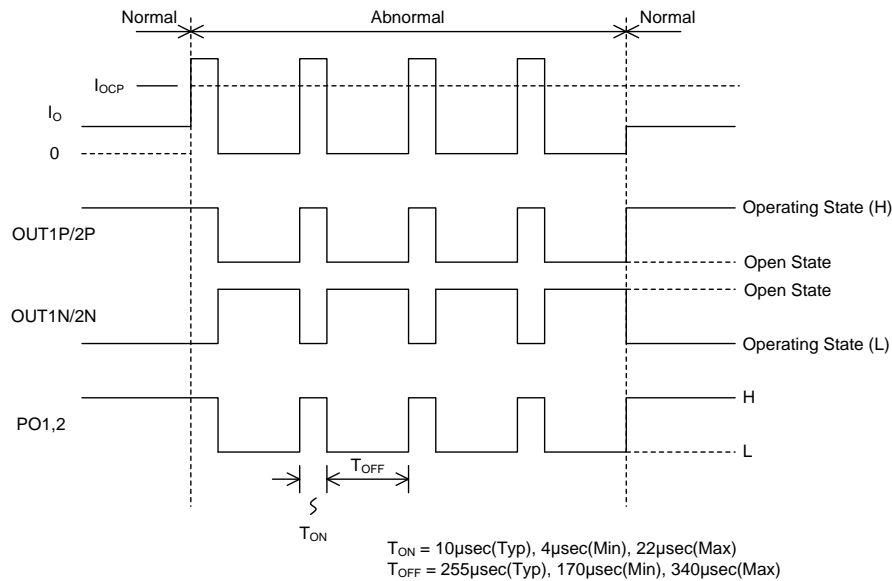 Normal
Abnormal
Normal
IOCP
IO
0
OUT1P/2P
Operating State (H)
Open State
OUT1N/2N
Open State
Operating State (L)
PO1,2
H
L
TOFF
TON
TON = 10μsec(Typ), 4μsec(Min), 22μsec(Max)
TOFF = 255μsec(Typ), 170μsec(Min), 340μsec(Max)